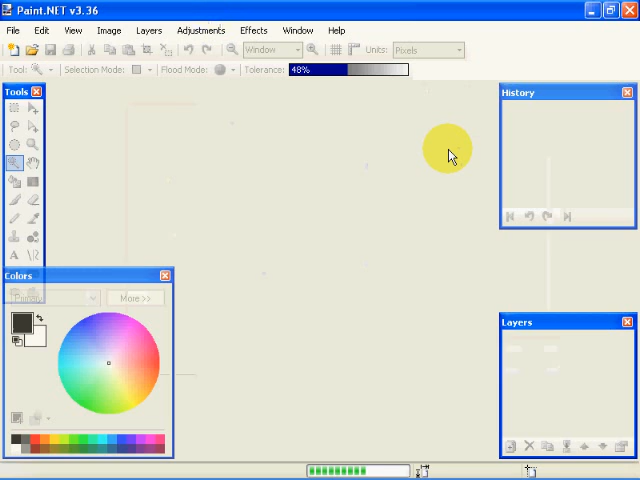 Paint.NET v3.36
File Edit View Image Layers Adjustments Effects Window Help
Window Units: Pixels
Tool: Selection Mode: Flood Mode: Tolerance: 48%
Tools
History
A
Colors
Primary More >>
Layers